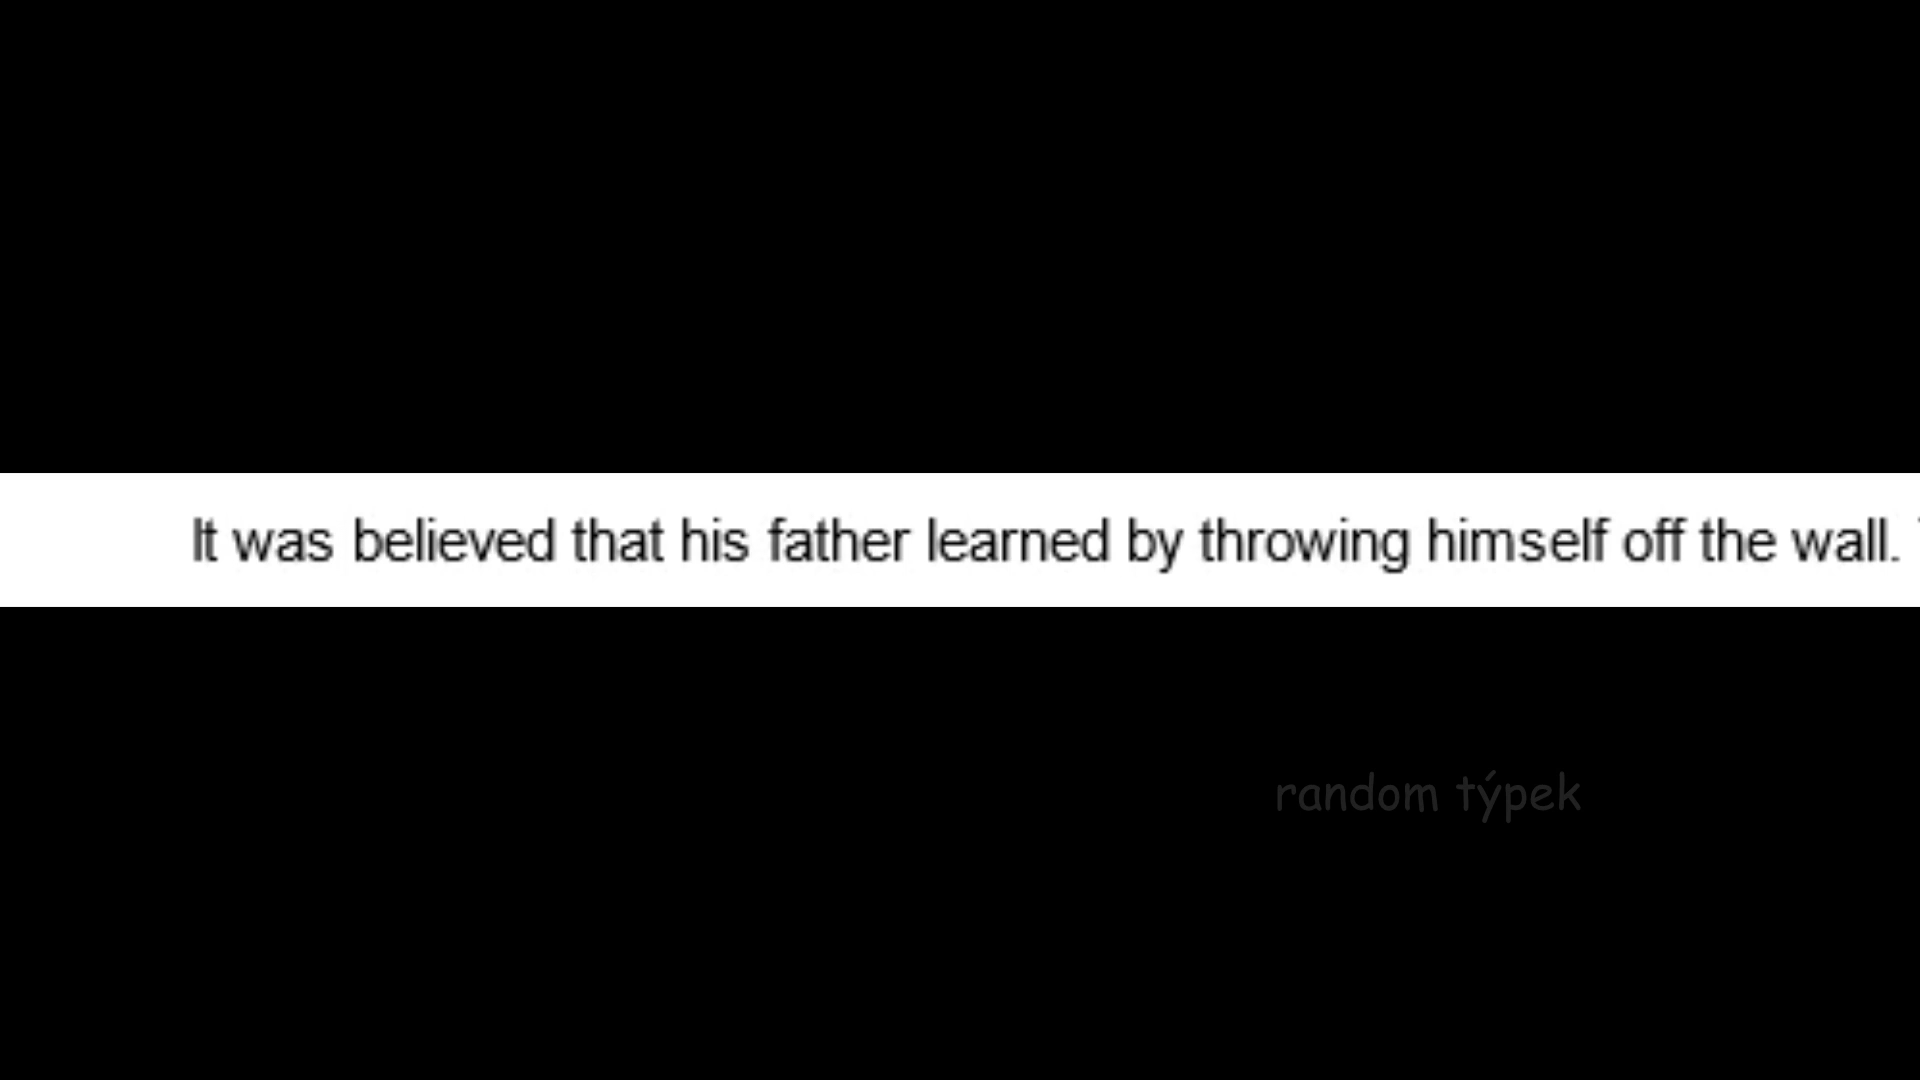 It was believed that his father learned by throwing himself off the wall.
random týpek